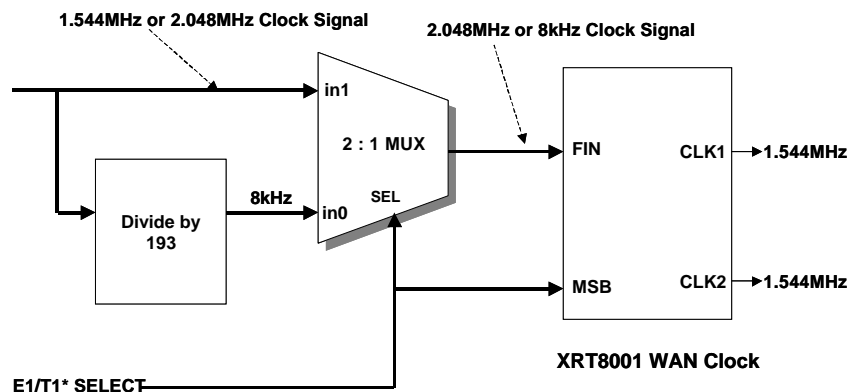 1.544MHz or 2.048MHz Clock Signal
2.048MHz or 8kHz Clock Signal
in1
2 : 1 MUX
FIN
CLK1
1.544MHz
SEL
8kHz
in0
Divide by
193
MSB
CLK2
1.544MHz
XRT8001 WAN Clock
E1/T1* SELECT